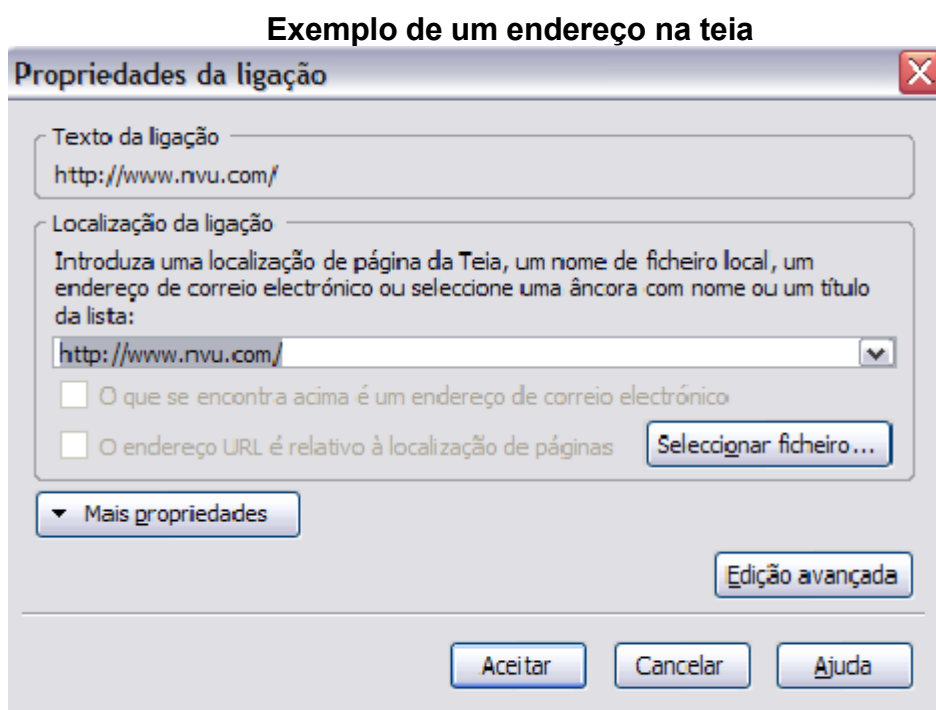 Exemplo de um endereço na teia
Propriedades da ligação
Texto da ligação
http://www.nvu.com/
Localização da ligação
Introduza uma localização de página da Teia, um nome de ficheiro local, um
endereço de correio electrónico ou seleccione uma âncora com nome ou um título
da lista:
http://www.nvu.com/
O que se encontra acima é um endereço de correio electrónico
O endereço URL é relativo à localização de páginas
Seleccionar ficheiro...
Mais propriedades
Edição avançada
Aceitar
Cancelar
Ajuda